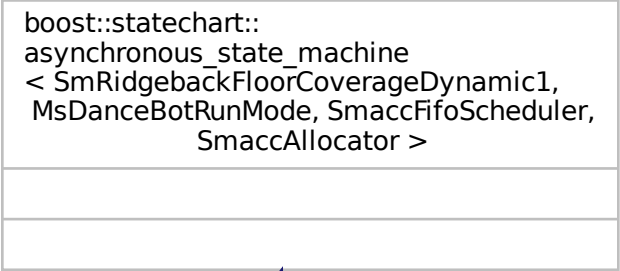 boost::statechart::
asynchronous_state_machine
< SmRidgebackFloorCoverageDynamic1,
MsDanceBotRunMode, SmaccFifoScheduler,
SmaccAllocator >